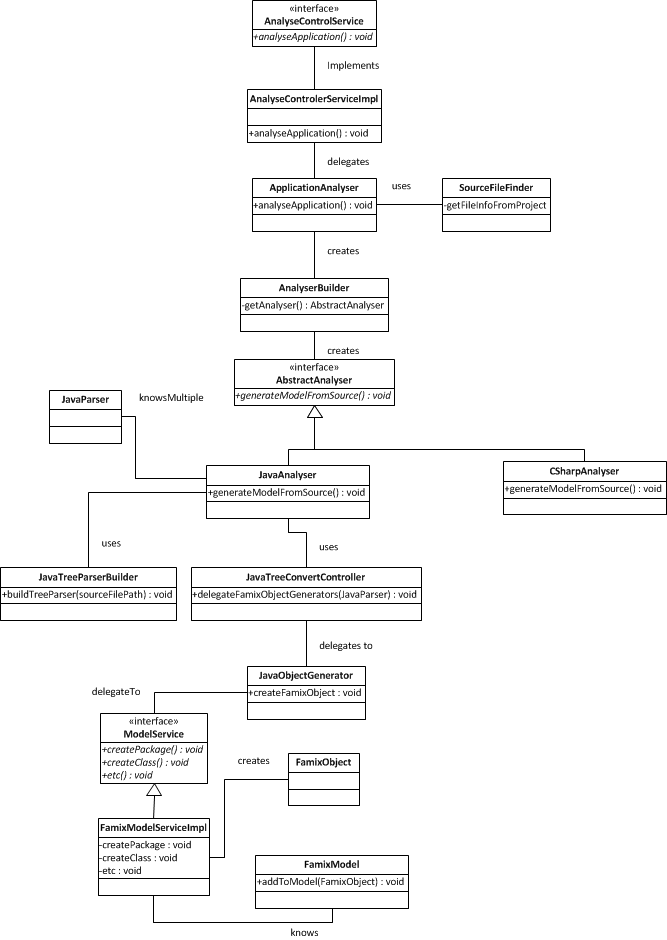 «interface»
AnalyseControlService
+analyseApplication() : void
Implements
AnalyseControlerServiceImpl
+analyseApplication() : void
delegates
ApplicationAnalyser
+analyseApplication() : void
uses
SourceFileFinder
-getFileInfoFromProject
creates
AnalyserBuilder
-getAnalyser() : AbstractAnalyser
creates
«interface»
AbstractAnalyser
+generateModelFromSource() : void
JavaParser
knowsMultiple
JavaAnalyser
+generateModelFromSource() : void
CSharpAnalyser
+generateModelFromSource() : void
uses
uses
JavaTreeParserBuilder
+buildTreeParser(sourceFilePath) : void
JavaTreeConvertController
+delegateFamixObjectGenerators(JavaParser) : void
delegates to
JavaObjectGenerator
+createFamixObject : void
delegateTo
«interface»
ModelService
+createPackage() : void
+createClass() : void
+etc() : void
creates
FamixObject
FamixModelServiceImpl
-createPackage : void
-createClass : void
-etc : void
FamixModel
+addToModel(FamixObject) : void
knows